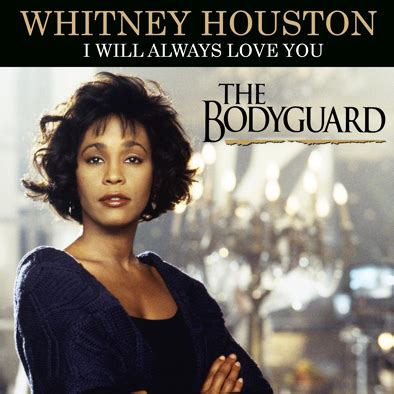 WHITNEY HOUSTON
I WILL ALWAYS LOVE YOU
THE
BODYGUARD